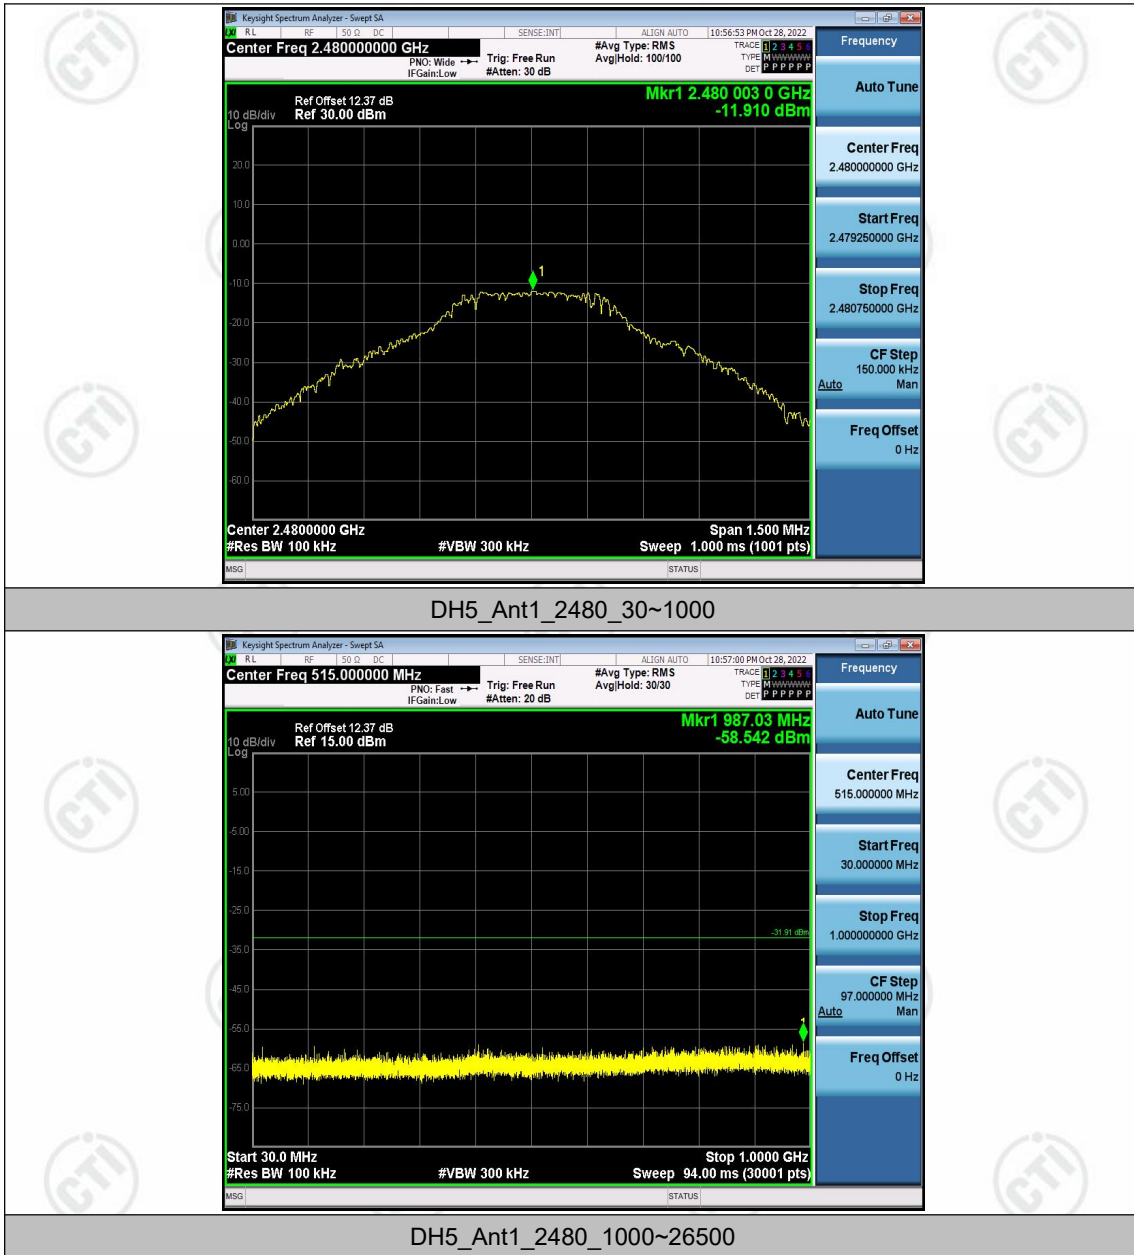 Keysight Spectrum Analyzer - Swept SA
LXI RL RF 50 Ω DC SENSE:INT ALIGN AUTO 10:56:53 PM Oct 28, 2022
Center Freq 2.480000000 GHz
PNO: Wide
IFGain:Low
Trig: Free Run
#Atten: 30 dB
#Avg Type: RMS
Avg|Hold: 100/100
TRACE 1 2 3 4 5 6
TYPE M WWWWW
DET P P P P P P
Ref Offset 12.37 dB
10 dB/div Ref 30.00 dBm
Log
Mkr1 2.480 003 0 GHz
-11.910 dBm
20.0
10.0
0.00
-10.0
-20.0
-30.0
-40.0
-50.0
-60.0
1
Center 2.4800000 GHz Span 1.500 MHz
#Res BW 100 kHz #VBW 300 kHz Sweep 1.000 ms (1001 pts)
MSG STATUS
Frequency
Auto Tune
Center Freq
2.480000000 GHz
Start Freq
2.479250000 GHz
Stop Freq
2.480750000 GHz
CF Step
150.000 kHz
Auto Man
Freq Offset
0 Hz
DH5_Ant1_2480_30~1000
Keysight Spectrum Analyzer - Swept SA
LXI RL RF 50 Ω DC SENSE:INT ALIGN AUTO 10:57:00 PM Oct 28, 2022
Center Freq 515.000000 MHz
PNO: Fast
IFGain:Low
Trig: Free Run
#Atten: 20 dB
#Avg Type: RMS
Avg|Hold: 30/30
TRACE 1 2 3 4 5 6
TYPE M WWWWW
DET P P P P P P
Ref Offset 12.37 dB
10 dB/div Ref 15.00 dBm
Log
Mkr1 987.03 MHz
-58.542 dBm
5.00
-5.00
-15.0
-25.0
-35.0
-45.0
-55.0
-65.0
-75.0
-31.91 dBm
1
Start 30.0 MHz Stop 1.0000 GHz
#Res BW 100 kHz #VBW 300 kHz Sweep 94.00 ms (30001 pts)
MSG STATUS
Frequency
Auto Tune
Center Freq
515.000000 MHz
Start Freq
30.000000 MHz
Stop Freq
1.000000000 GHz
CF Step
97.000000 MHz
Auto Man
Freq Offset
0 Hz
DH5_Ant1_2480_1000~26500
CTI
CTI
CTI
CTI
CTI
CTI
CTI
CTI